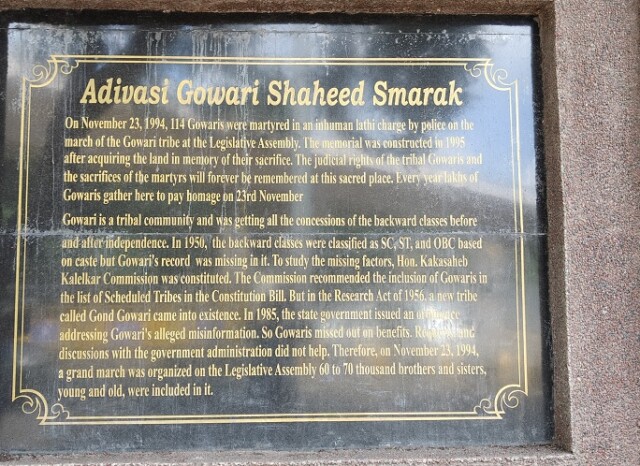 Adivasi Gowari Shaheed Smarak
On November 23, 1994, 114 Gowaris were martyred in an inhuman lathi charge by police on the
march of the Gowari tribe at the Legislative Assembly. The memorial was constructed in 1995
after acquiring the land in memory of their sacrifice. The judicial rights of the tribal Gowaris and
the sacrifices of the martyrs will forever be remembered at this sacred place. Every year lakhs of
Gowaris gather here to pay homage on 23rd November
Gowari is a tribal community and was getting all the concessions of the backward classes before
and after independence. In 1950, the backward classes were classified as SC, ST, and OBC based
on caste but Gowari's record was missing in it. To study the missing factors, Hon. Kakasaheb
Kalelkar Commission was constituted. The Commission recommended the inclusion of Gowaris in
the list of Scheduled Tribes in the Constitution Bill. But in the Research Act of 1956, a new tribe
called Gond Gowari came into existence. In 1985, the state government issued an
addressing Gowari's alleged misinformation. So Gowaris missed out on benefits. and
discussions with the government administration did not help. Therefore, on November 23, 1994,
a grand march was organized on the Legislative Assembly 60 to 70 thousand brothers and sisters,
young and old, were included in it.